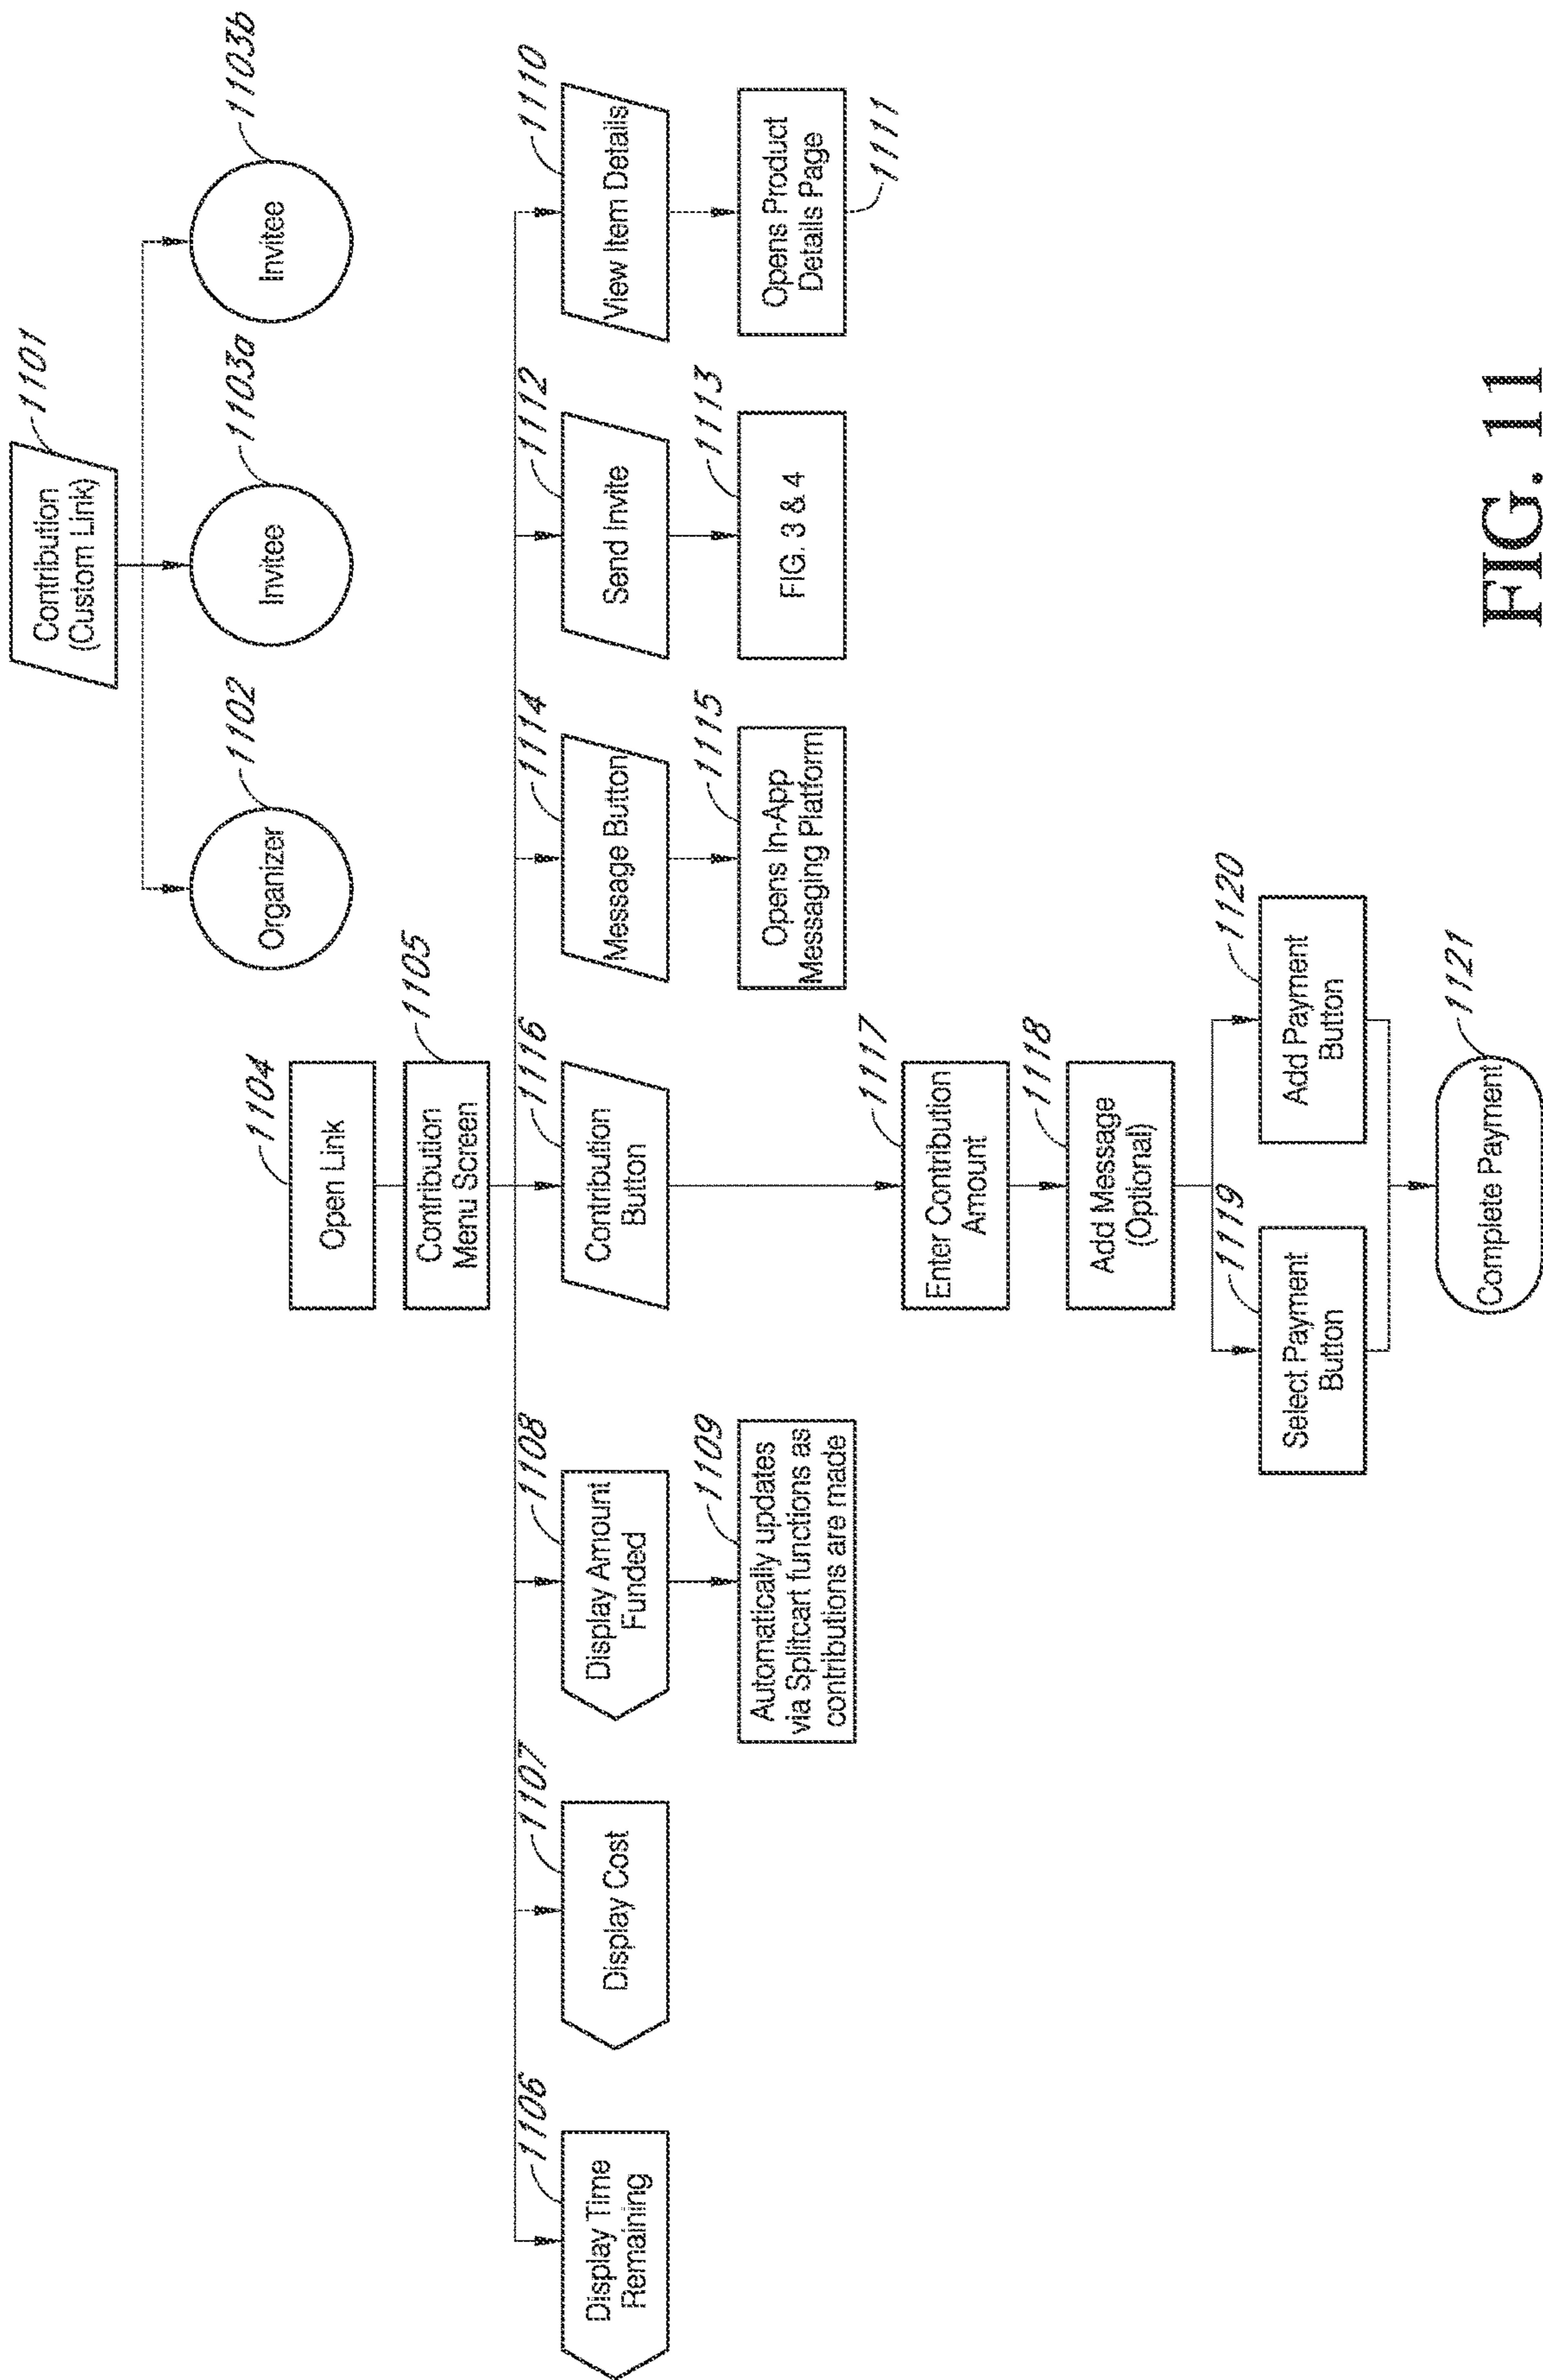 1101
Contribution
(Custom Link)
1102
Organizer
1103a
Invitee
1103b
Invitee
1104
Open Link
1105
Contribution
Menu Screen
1106
Display Time
Remaining
1107
Display Cost
1108
Display Amount
Funded
1109
Automatically updates
via Splitcart functions as
contributions are made
1116
Contribution
Button
1114
Message Button
1115
Opens In-App
Messaging Platform
1112
Send Invite
1113
FIG. 3 & 4
1110
View Item Details
Opens Product
Details Page
1111
1117
Enter Contribution
Amount
1118
Add Message
(Optional)
1119
Select Payment
Button
1120
Add Payment
Button
1121
Complete Payment
FIG. 11